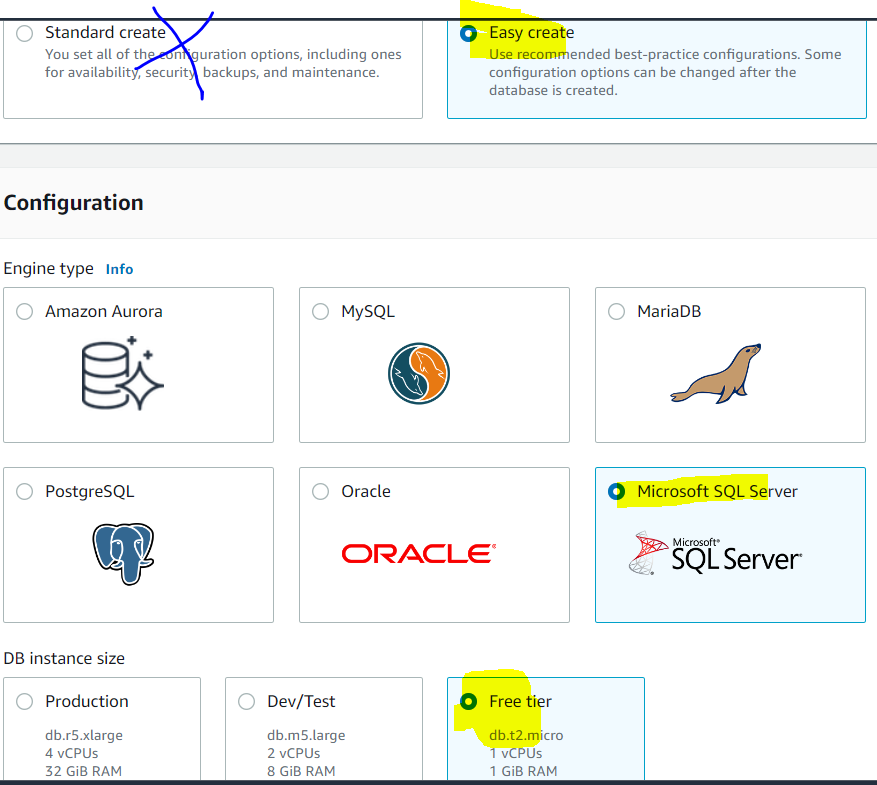 Standard create
You set all of the configuration options, including ones
for availability, security, backups, and maintenance.
Easy create
Use recommended best-practice configurations. Some
configuration options can be changed after the
database is created.
Configuration
Engine type Info
Amazon Aurora
MySQL
MariaDB
PostgreSQL
Oracle
ORACLE®
Microsoft SQL Server
Microsoft®
SQL Server®
DB instance size
Production
db.r5.xlarge
4 vCPUs
32 GiB RAM
Dev/Test
db.m5.large
2 vCPUs
8 GiB RAM
Free tier
db.t2.micro
1 vCPUs
1 GiB RAM